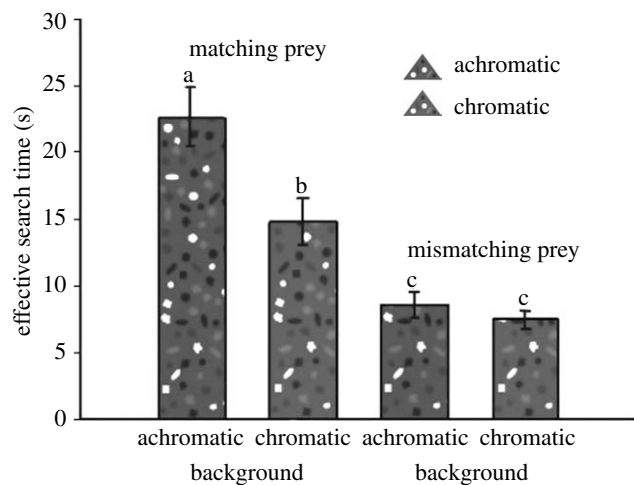 effective search time (s)
30
25
20
15
10
5
0
matching prey
achromatic
chromatic
mismatching prey
a
b
c
c
achromatic chromatic achromatic chromatic
background background